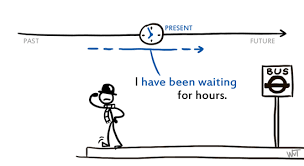 PRESENT
PAST
FUTURE
I have been waiting
for hours.
BUS